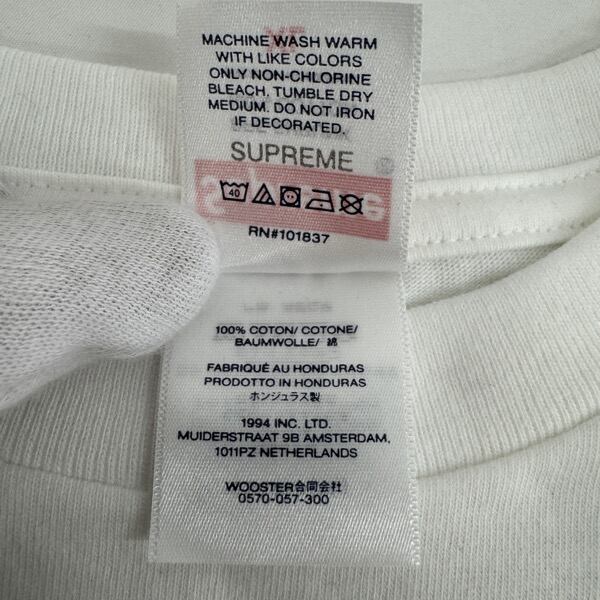 MACHINE WASH WARM
WITH LIKE COLORS
ONLY NON-CHLORINE
BLEACH. TUMBLE DRY
MEDIUM. DO NOT IRON
IF DECORATED.
SUPREME
40
RN#101837
100% COTON/ COTONE/
BAUMWOLLE/ 綿
FABRIQUÉ AU HONDURAS
PRODOTTO IN HONDURAS
ホンジュラス製
1994 INC. LTD.
MUIDERSTRAAT 9B AMSTERDAM,
1011PZ NETHERLANDS
WOOSTER合同会社
0570-057-300